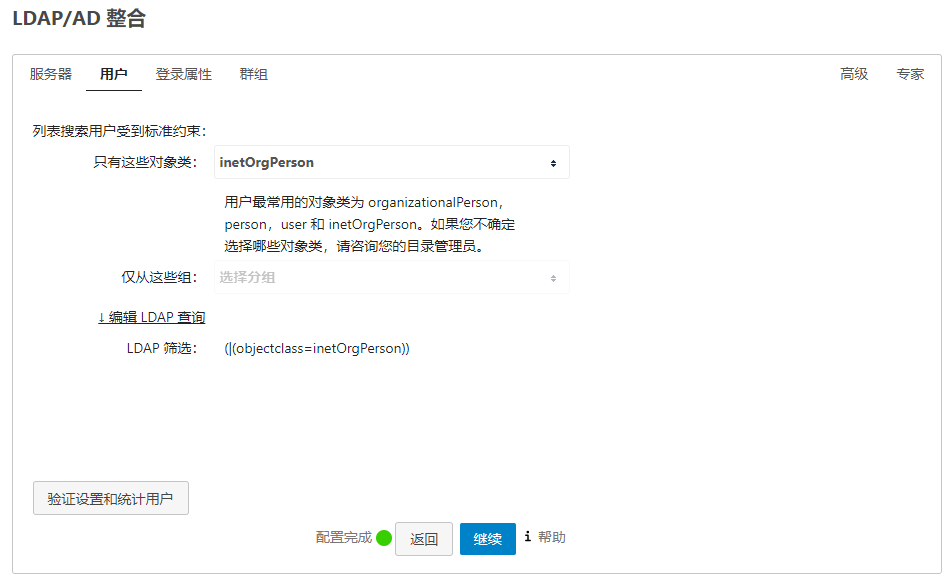 LDAP/AD 整合
服务器 用户 登录属性 群组 高级 专家
列表搜索用户受到标准约束：
只有这些对象类： inetOrgPerson
用户最常用的对象类为 organizationalPerson，
person，user 和 inetOrgPerson。如果您不确定
选择哪些对象类，请咨询您的目录管理员。
仅从这些组： 选择分组
↓编辑 LDAP 查询
LDAP 筛选： (|(objectclass=inetOrgPerson))
验证设置和统计用户
配置完成 返回 继续 i 帮助